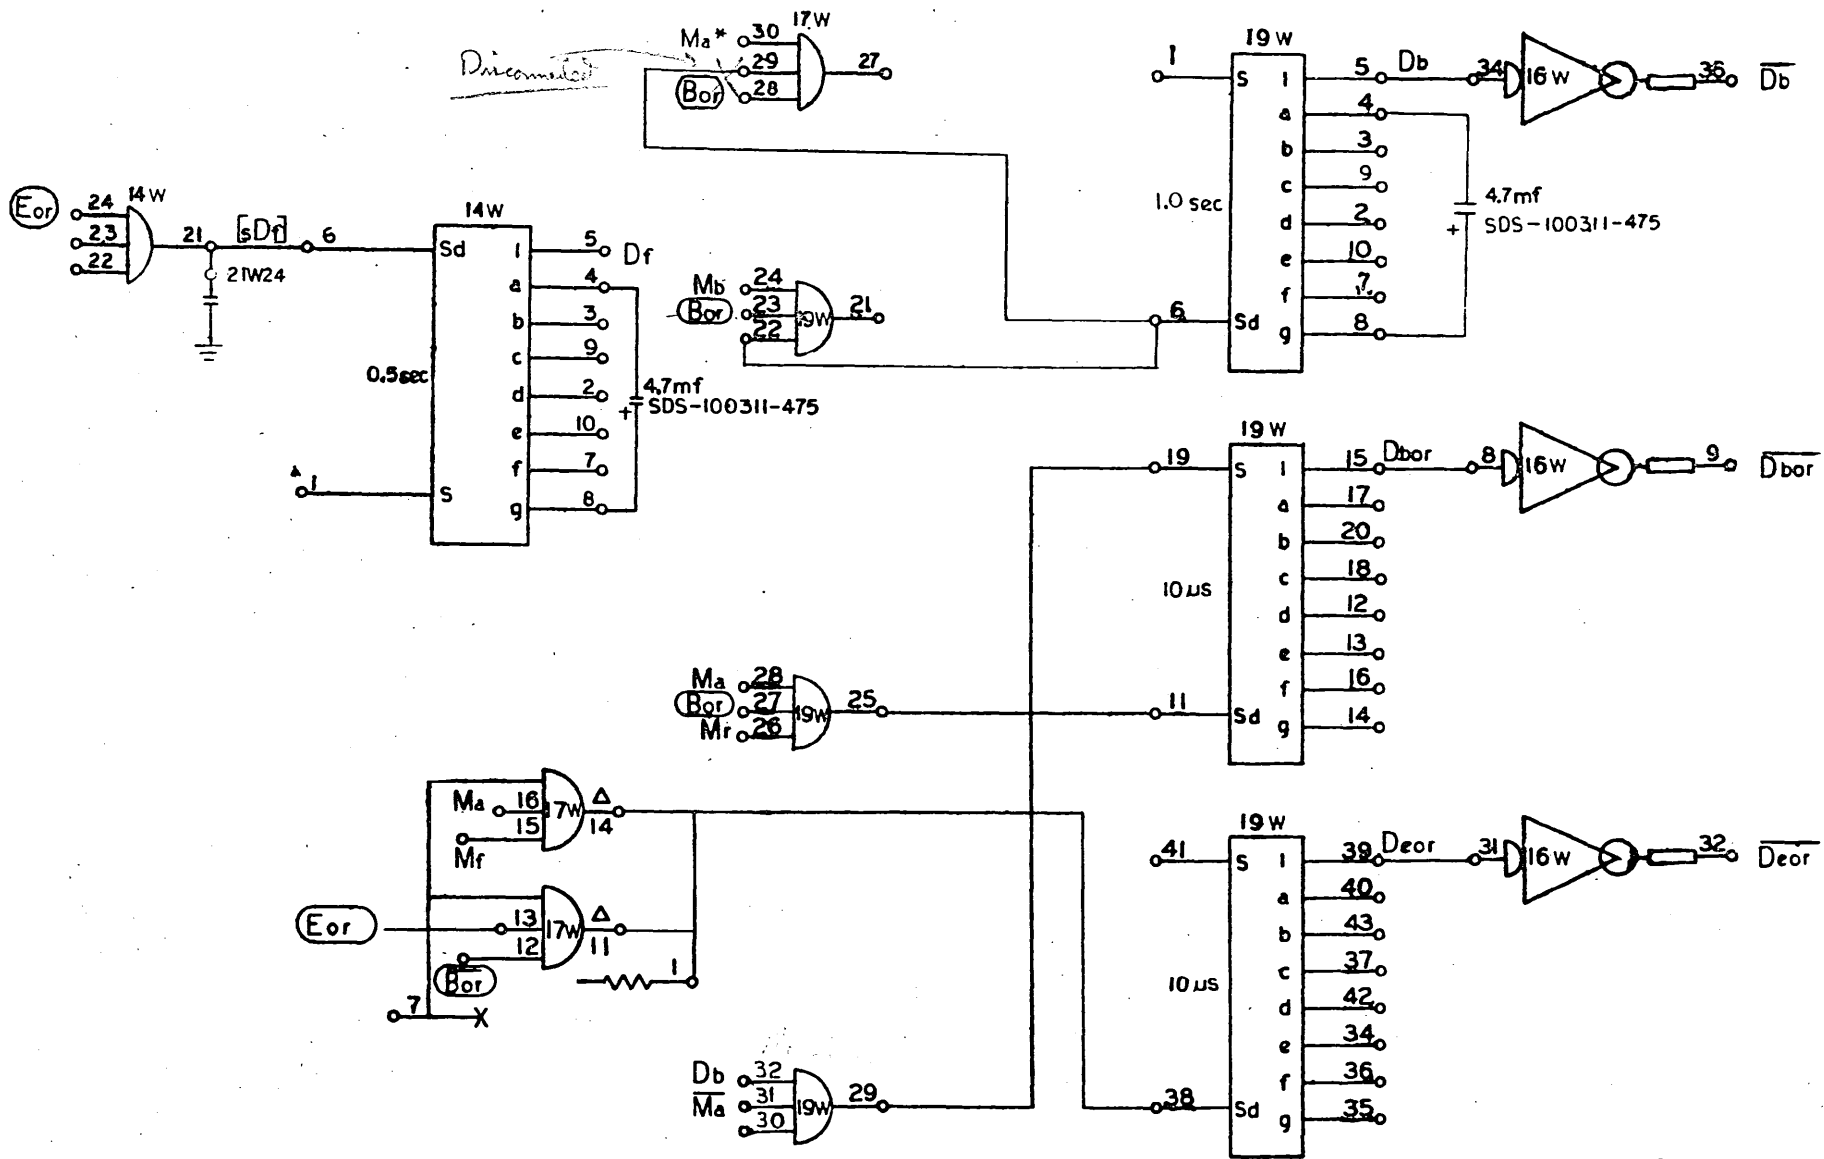 Disconnected
Ma* 30 17W
29 27
Bor 28
Eor 24 14W
23 21 [sDf] 6
22 21W24
14W
Sd 1 5 Df
a 4
b 3
c 9
0.5sec d 2
e 10
f 7
1 S g 8
4.7mf
+ SDS-100311-475
Mb 24
Bor 23 19W 21
22
19W
1 S 1 5 Db 34 16W 36 D̅b̅
a 4
b 3
c 9
1.0 sec d 2
e 10
f 7
6 Sd g 8
4.7mf
+ SDS-100311-475
19W
19 S 1 15 Dbor 8 16W 9 D̅b̅o̅r̅
a 17
b 20
c 18
10 µs d 12
e 13
f 16
11 Sd g 14
Ma 28
Bor 27 19W 25
Mr 26
Ma 16 17W Δ
15 14
Mf
Eor 13 17W Δ
12 11
B̅o̅r̅ 1
7 X
19W
41 S 1 39 Deor 31 16W 32 D̅e̅o̅r̅
a 40
b 43
c 37
10 µs d 42
e 34
f 36
38 Sd g 35
Db 32
M̅a̅ 31 19W 29
30